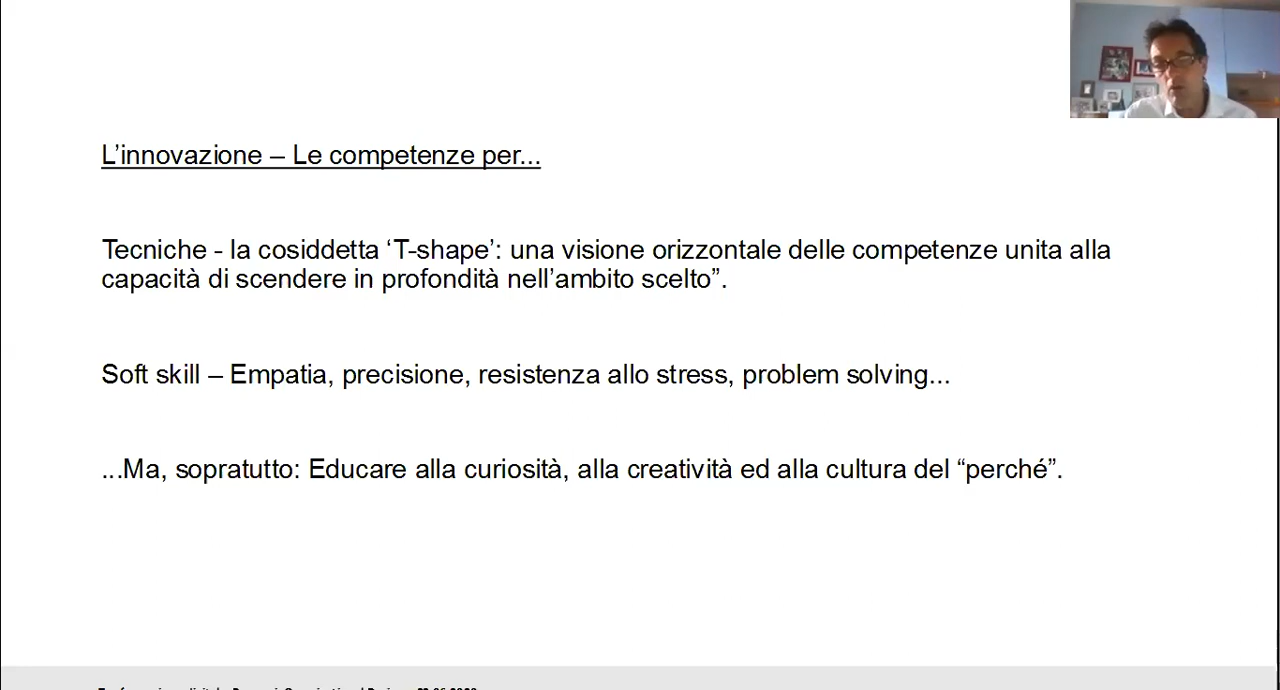 L’innovazione – Le competenze per...
Tecniche - la cosiddetta ‘T-shape’: una visione orizzontale delle competenze unita alla
capacità di scendere in profondità nell’ambito scelto”.
Soft skill – Empatia, precisione, resistenza allo stress, problem solving...
...Ma, sopratutto: Educare alla curiosità, alla creatività ed alla cultura del “perché”.